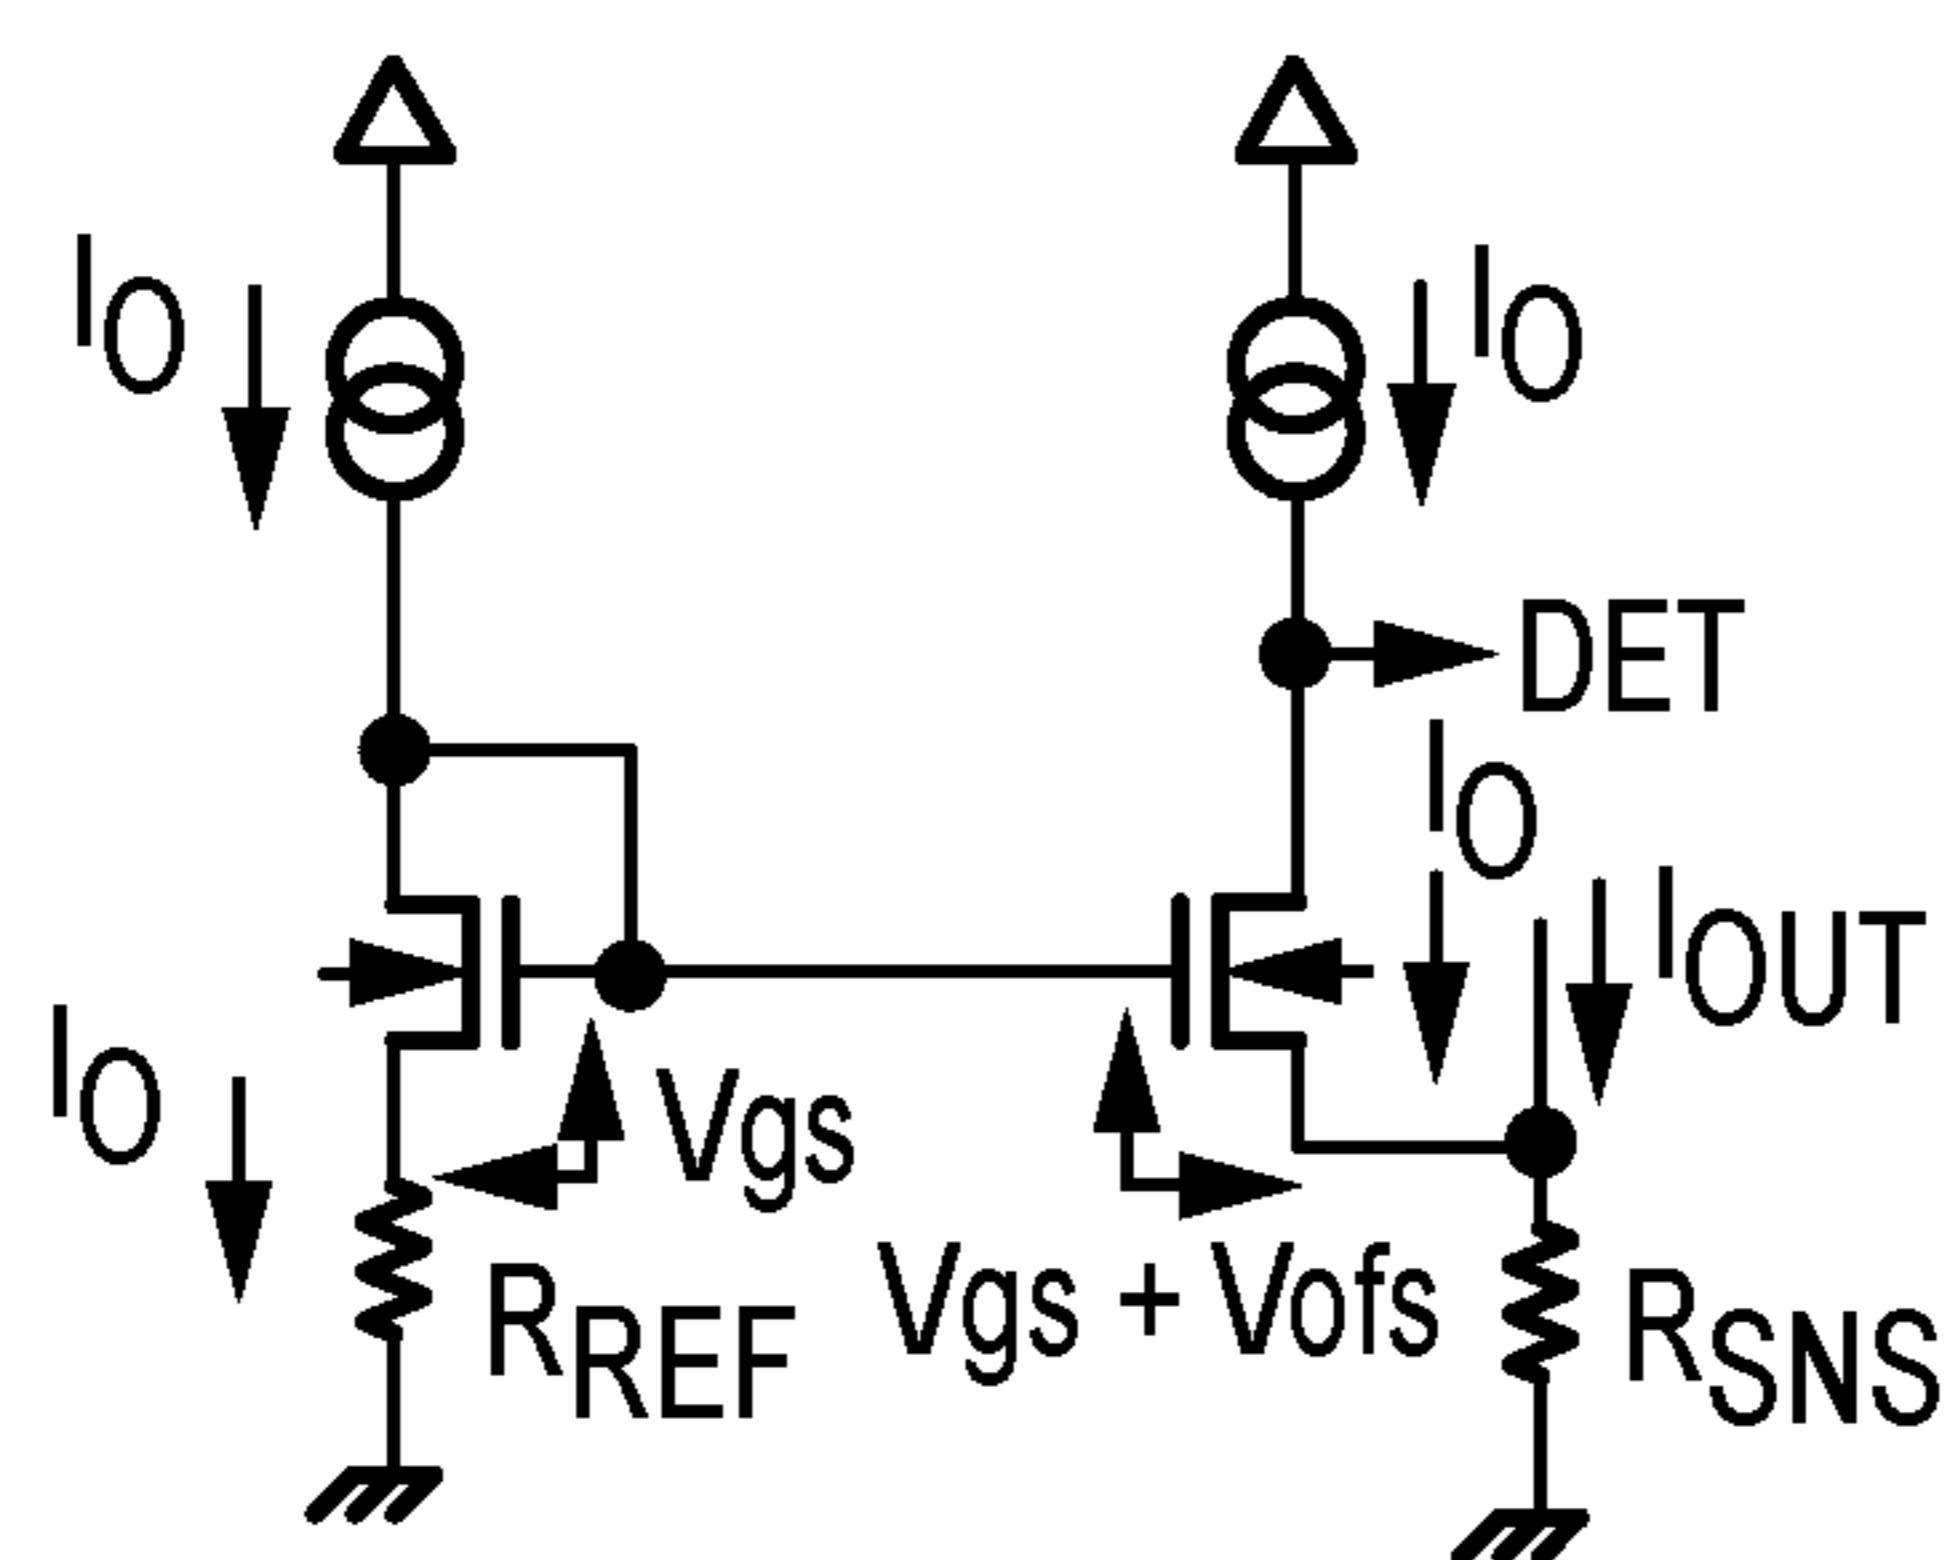 IO
IO
DET
IO
IOUT
IO
Vgs
Vgs + Vofs
RREF
RSNS